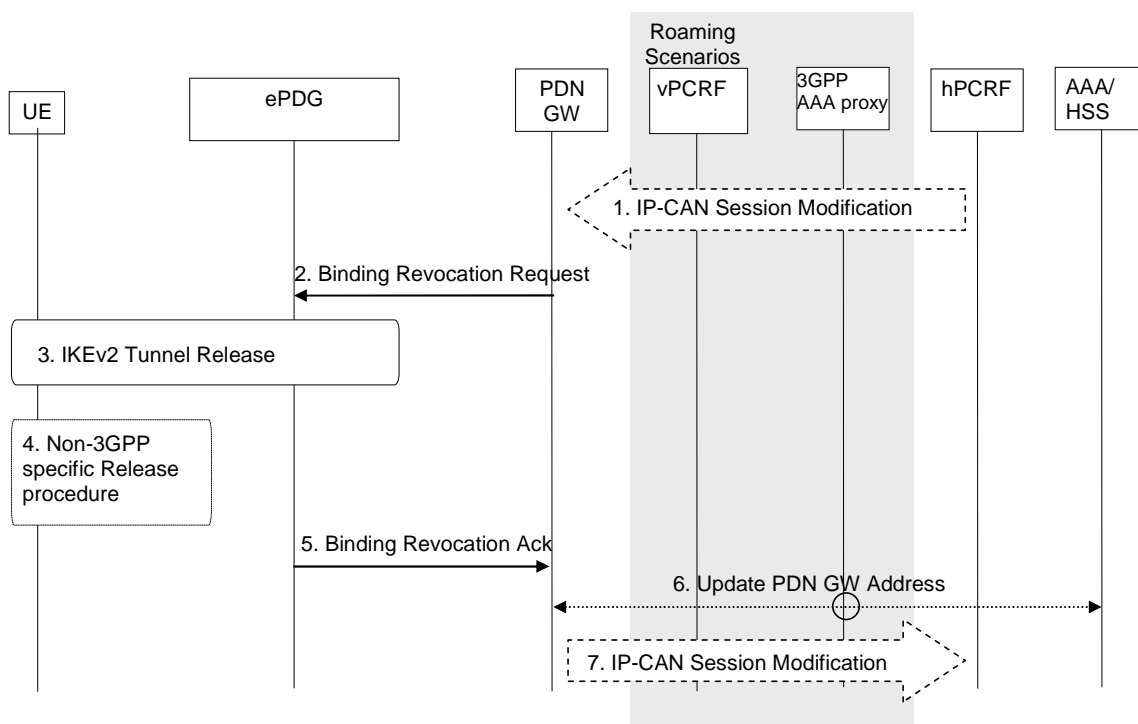 Roaming
Scenarios
UE
ePDG
PDN
GW
vPCRF
3GPP
AAA proxy
hPCRF
AAA/
HSS
1. IP-CAN Session Modification
2. Binding Revocation Request
3. IKEv2 Tunnel Release
4. Non-3GPP
specific Release
procedure
5. Binding Revocation Ack
6. Update PDN GW Address
7. IP-CAN Session Modification